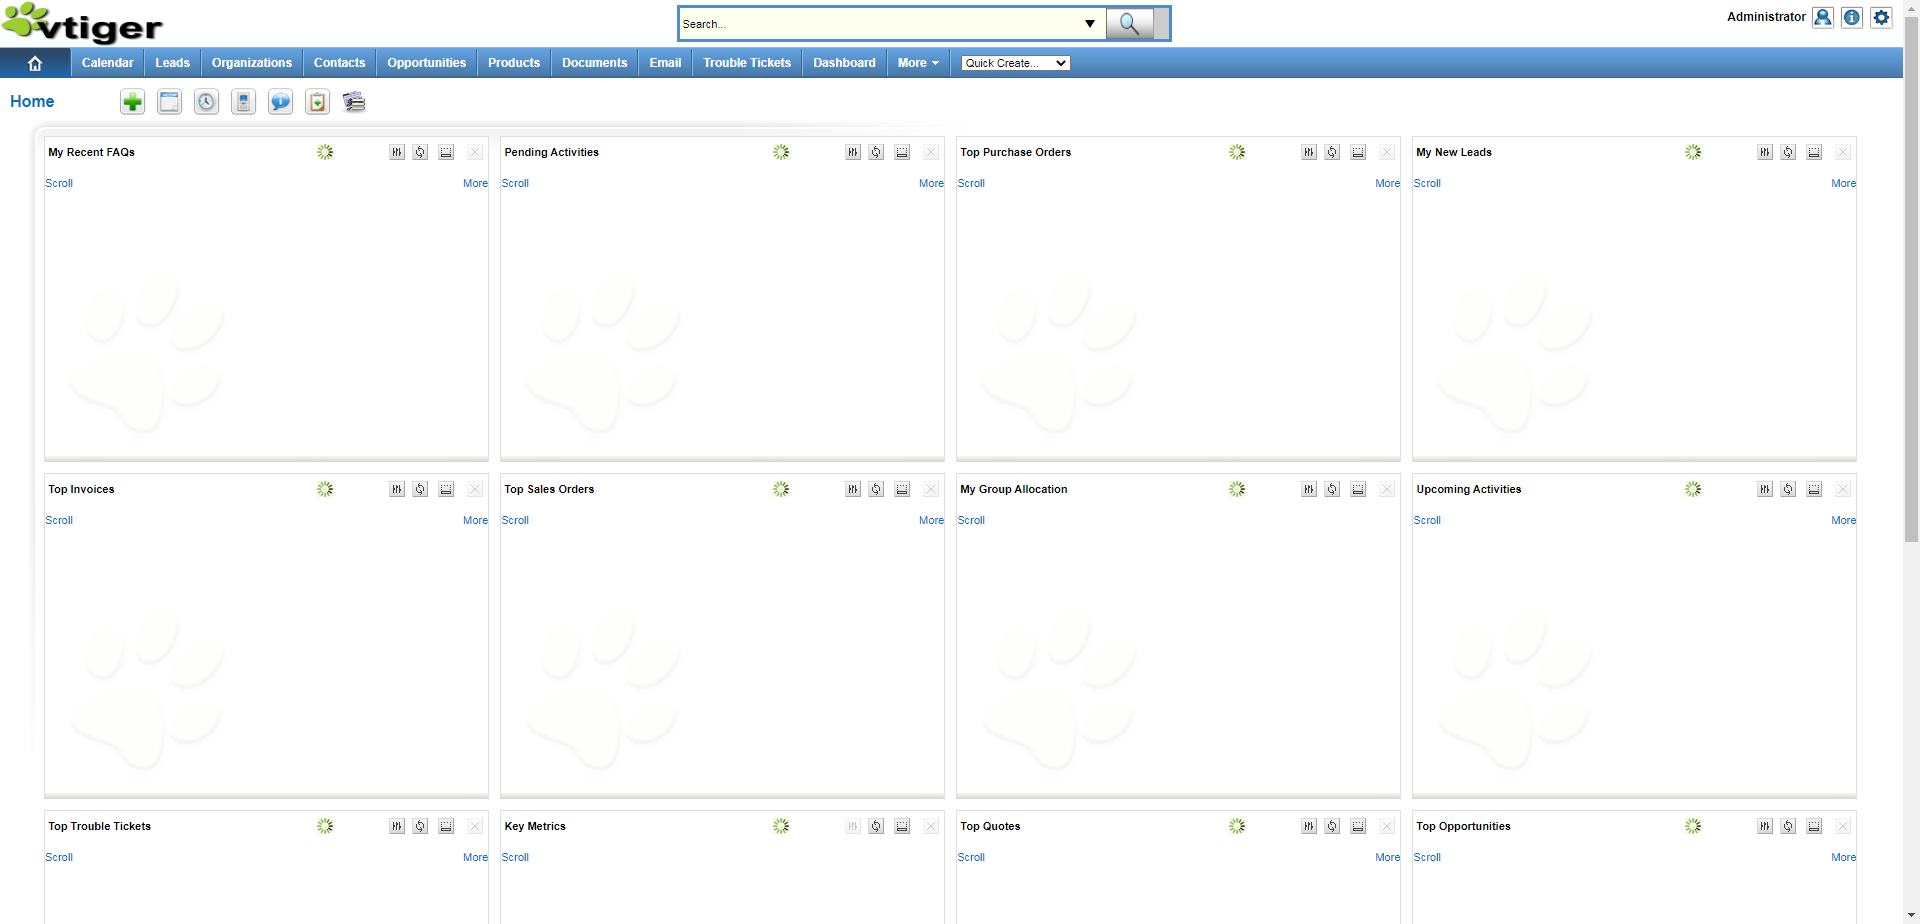 vtiger
Search...
Administrator
Calendar Leads Organizations Contacts Opportunities Products Documents Email Trouble Tickets Dashboard More Quick Create...
Home
My Recent FAQs Pending Activities Top Purchase Orders My New Leads
Scroll More Scroll More Scroll More Scroll More
Top Invoices Top Sales Orders My Group Allocation Upcoming Activities
Scroll More Scroll More Scroll More Scroll More
Top Trouble Tickets Key Metrics Top Quotes Top Opportunities
Scroll More Scroll Scroll More Scroll More